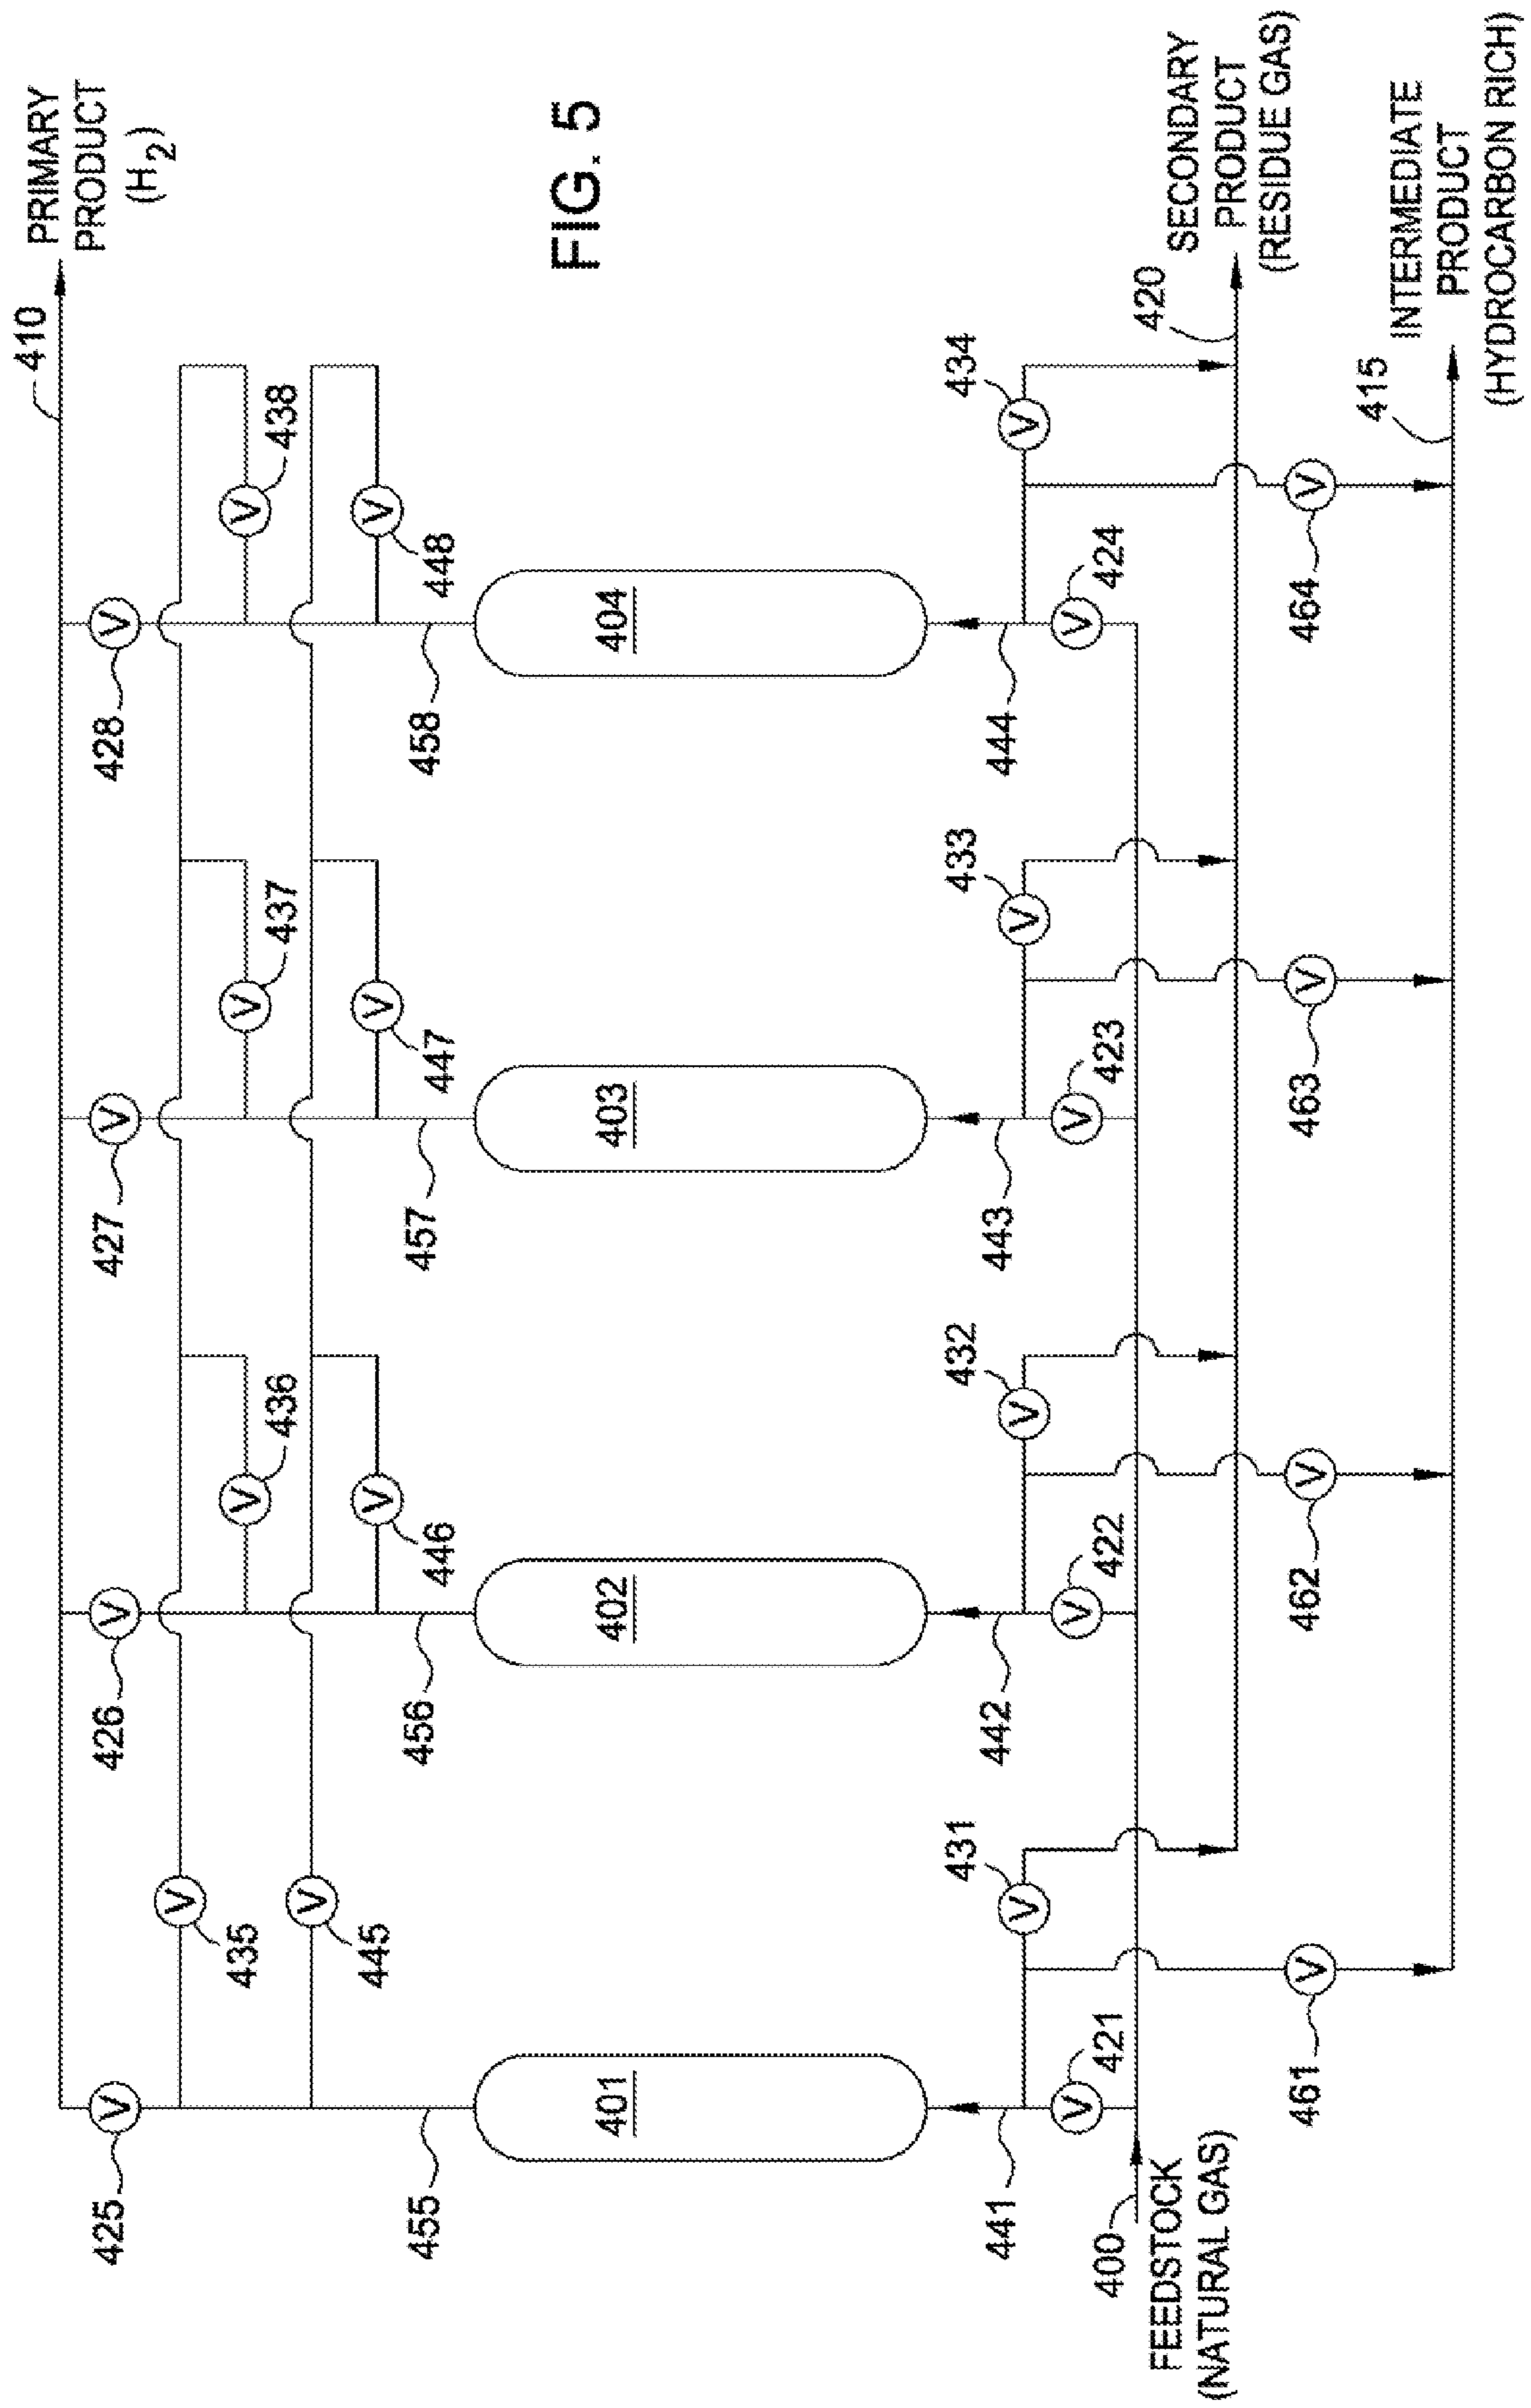 410
PRIMARY
PRODUCT
(H2)
425 V 426 V 427 V 428 V
V
435 V 436 V 437 V 438
V
445 V V V
446 447 448
455 456 457 458
FIG. 5
401 402 403 404
431 432 433 434
441 442 443 444
V V V V
V V V V
400 421 422 423 424
420
FEEDSTOCK
(NATURAL GAS)
SECONDARY
PRODUCT
(RESIDUE GAS)
V V V V
461 462 463 464
415
INTERMEDIATE
PRODUCT
(HYDROCARBON RICH)